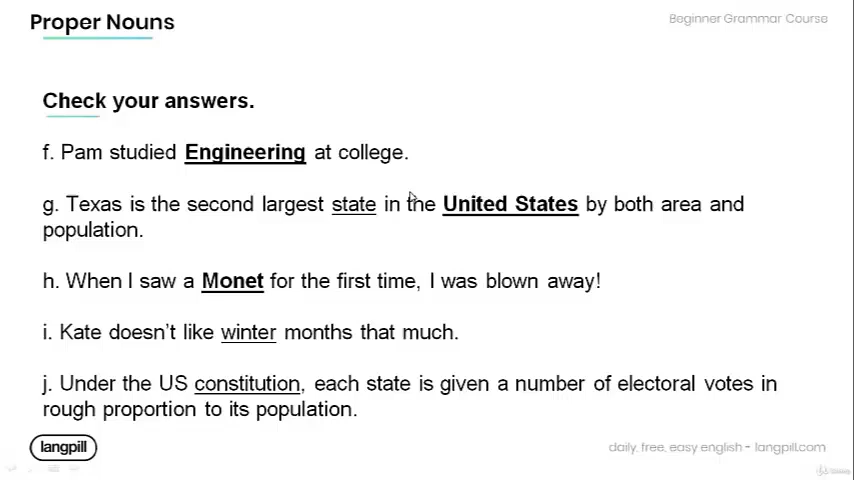 Proper Nouns
Beginner Grammar Course
Check your answers.
f. Pam studied Engineering at college.
g. Texas is the second largest state in the United States by both area and
population.
h. When I saw a Monet for the first time, I was blown away!
i. Kate doesn't like winter months that much.
j. Under the US constitution, each state is given a number of electoral votes in
rough proportion to its population.
langpill
daily, free, easy english - langpill.com